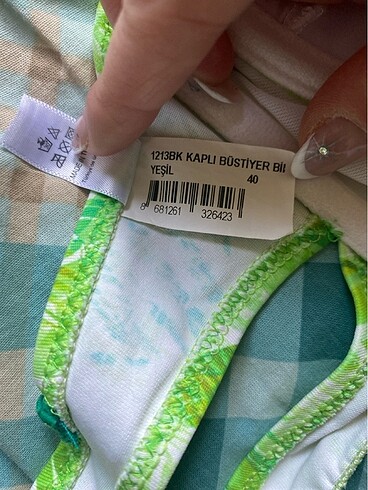 1213BK KAPLI BÜSTİYER Bİİ
YEŞİL 40
8 681261 326423